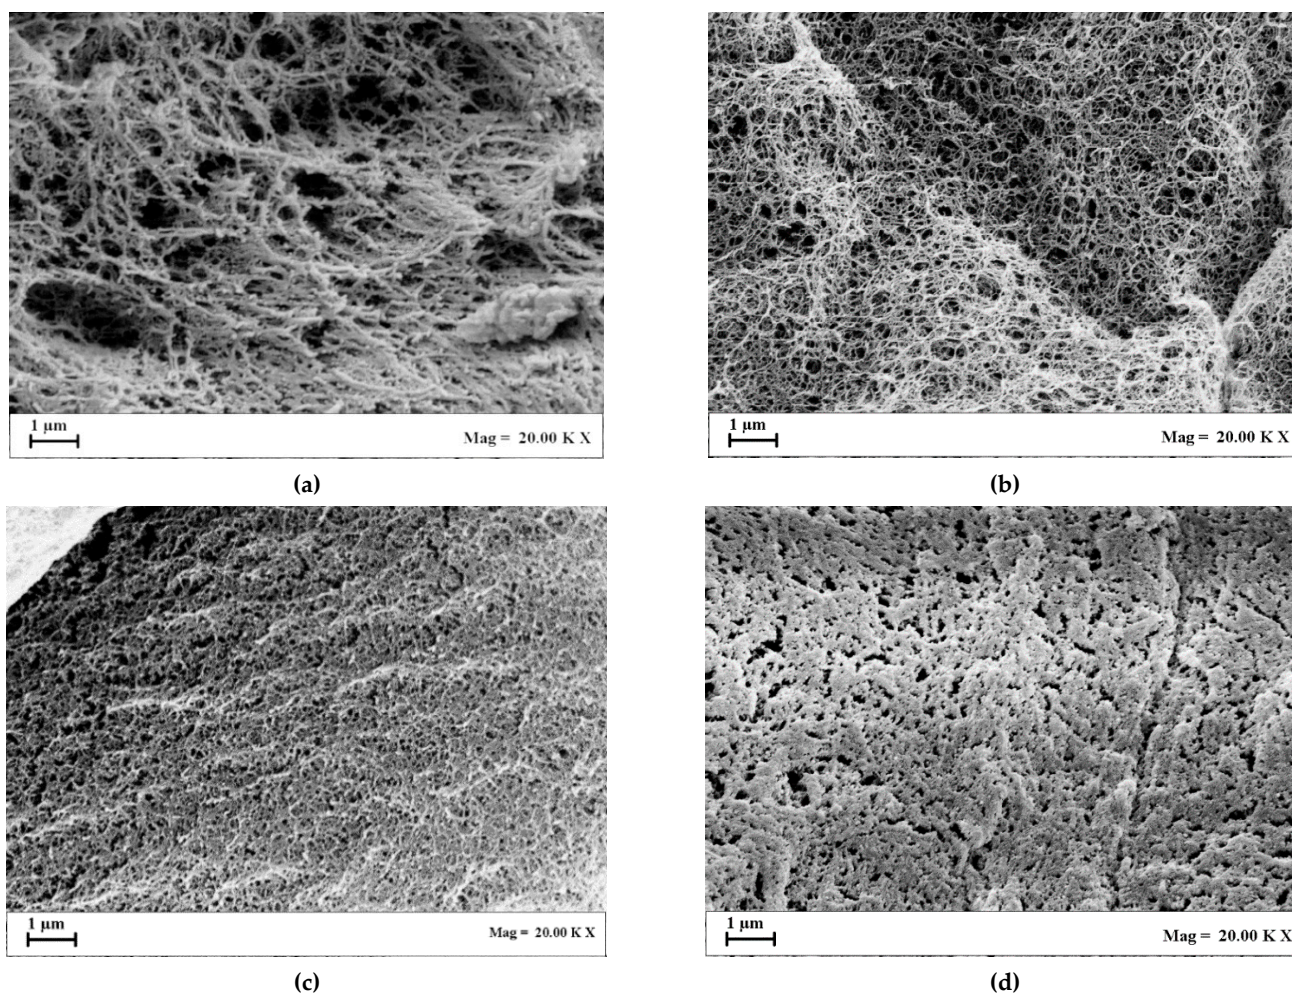 1 µm Mag = 20.00 K X
1 µm Mag = 20.00 K X
(a)
(b)
1 µm Mag = 20.00 K X
1 µm Mag = 20.00 K X
(c)
(d)